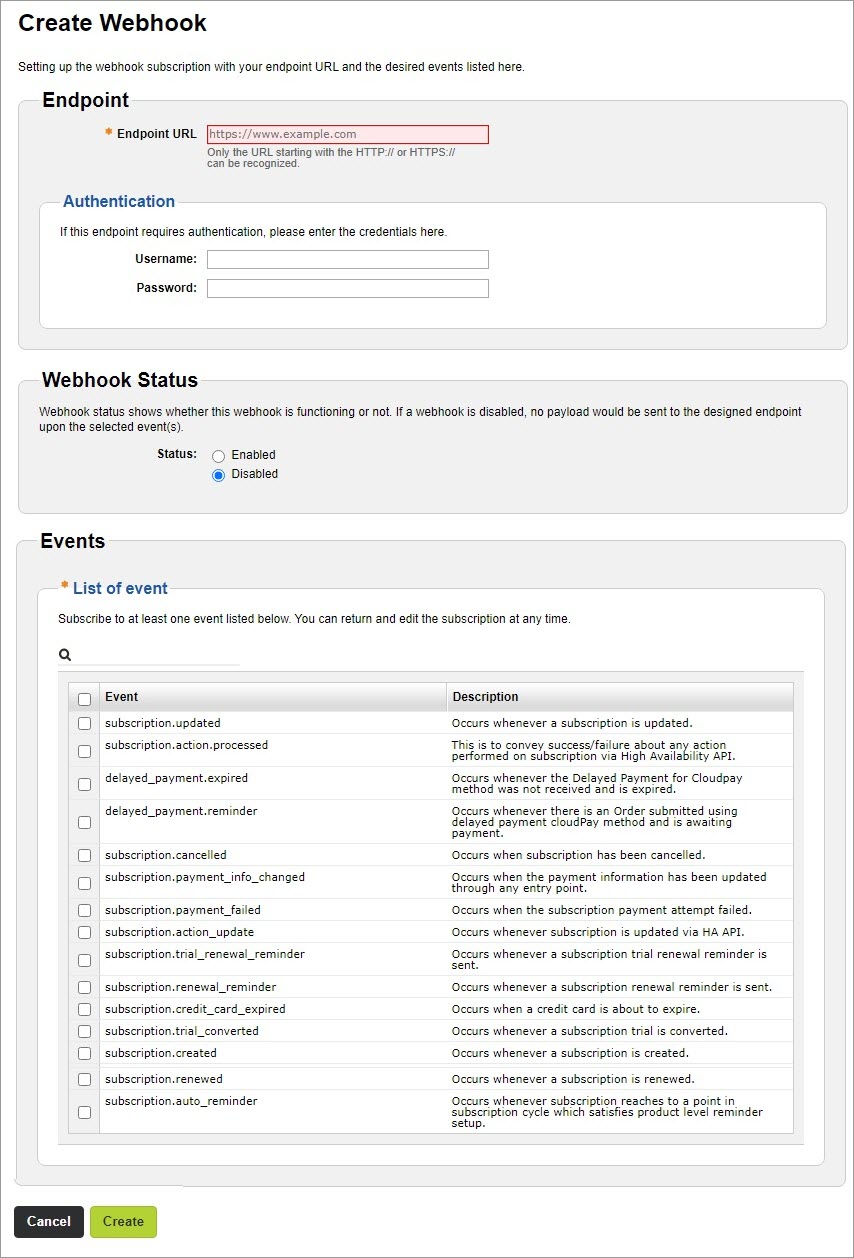 Create Webhook
Setting up the webhook subscription with your endpoint URL and the desired events listed here.
Endpoint
* Endpoint URL
https://www.example.com
Only the URL starting with the HTTP:// or HTTPS://
can be recognized.
Authentication
If this endpoint requires authentication, please enter the credentials here.
Username:
Password:
Webhook Status
Webhook status shows whether this webhook is functioning or not. If a webhook is disabled, no payload would be sent to the designed endpoint
upon the selected event(s).
Status:
Enabled
Disabled
Events
* List of event
Subscribe to at least one event listed below. You can return and edit the subscription at any time.
Event
Description
subscription.updated
Occurs whenever a subscription is updated.
subscription.action.processed
This is to convey success/failure about any action
performed on subscription via High Availability API.
delayed_payment.expired
Occurs whenever the Delayed Payment for Cloudpay
method was not received and is expired.
delayed_payment.reminder
Occurs whenever there is an Order submitted using
delayed payment cloudPay method and is awaiting
payment.
subscription.cancelled
Occurs when subscription has been cancelled.
subscription.payment_info_changed
Occurs when the payment information has been updated
through any entry point.
subscription.payment_failed
Occurs when the subscription payment attempt failed.
subscription.action_update
Occurs whenever subscription is updated via HA API.
subscription.trial_renewal_reminder
Occurs whenever a subscription trial renewal reminder is
sent.
subscription.renewal_reminder
Occurs whenever a subscription renewal reminder is sent.
subscription.credit_card_expired
Occurs when a credit card is about to expire.
subscription.trial_converted
Occurs whenever a subscription trial is converted.
subscription.created
Occurs whenever a subscription is created.
subscription.renewed
Occurs whenever a subscription is renewed.
subscription.auto_reminder
Occurs whenever subscription reaches to a point in
subscription cycle which satisfies product level reminder
setup.
Cancel
Create